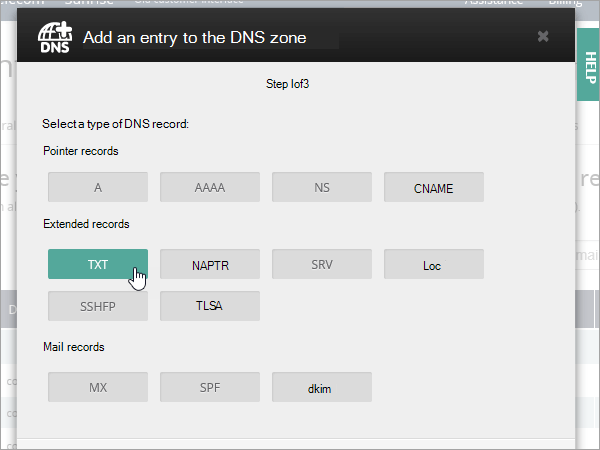 Assistance Billing
DNS
Add an entry to the DNS zone
HELP
Step Iof3
Select a type of DNS record:
Pointer records
A AAAA NS CNAME
Extended records
TXT NAPTR SRV Loc
SSHFP TLSA
Mail records
MX SPF dkim